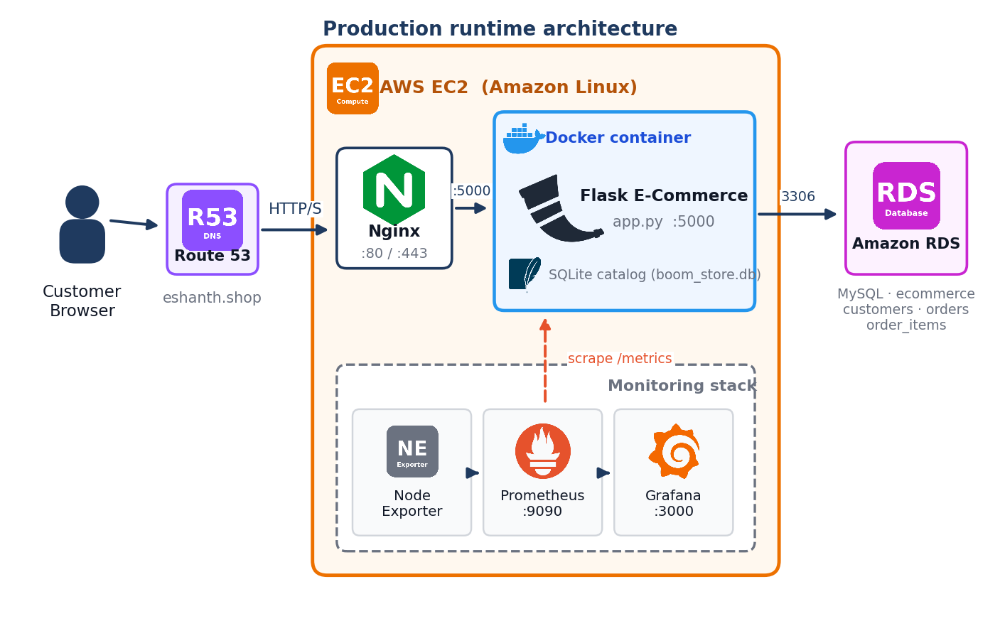 Production runtime architecture
EC2
Compute
AWS EC2 (Amazon Linux)
Docker container
N
Nginx
:80 / :443
:5000
Flask E-Commerce
app.py :5000
SQLite catalog (boom_store.db)
Customer
Browser
R53
DNS
Route 53
eshanth.shop
HTTP/S
3306
RDS
Database
Amazon RDS
MySQL · ecommerce
customers · orders
order_items
scrape /metrics
Monitoring stack
NE
Exporter
Node
Exporter
Prometheus
:9090
Grafana
:3000